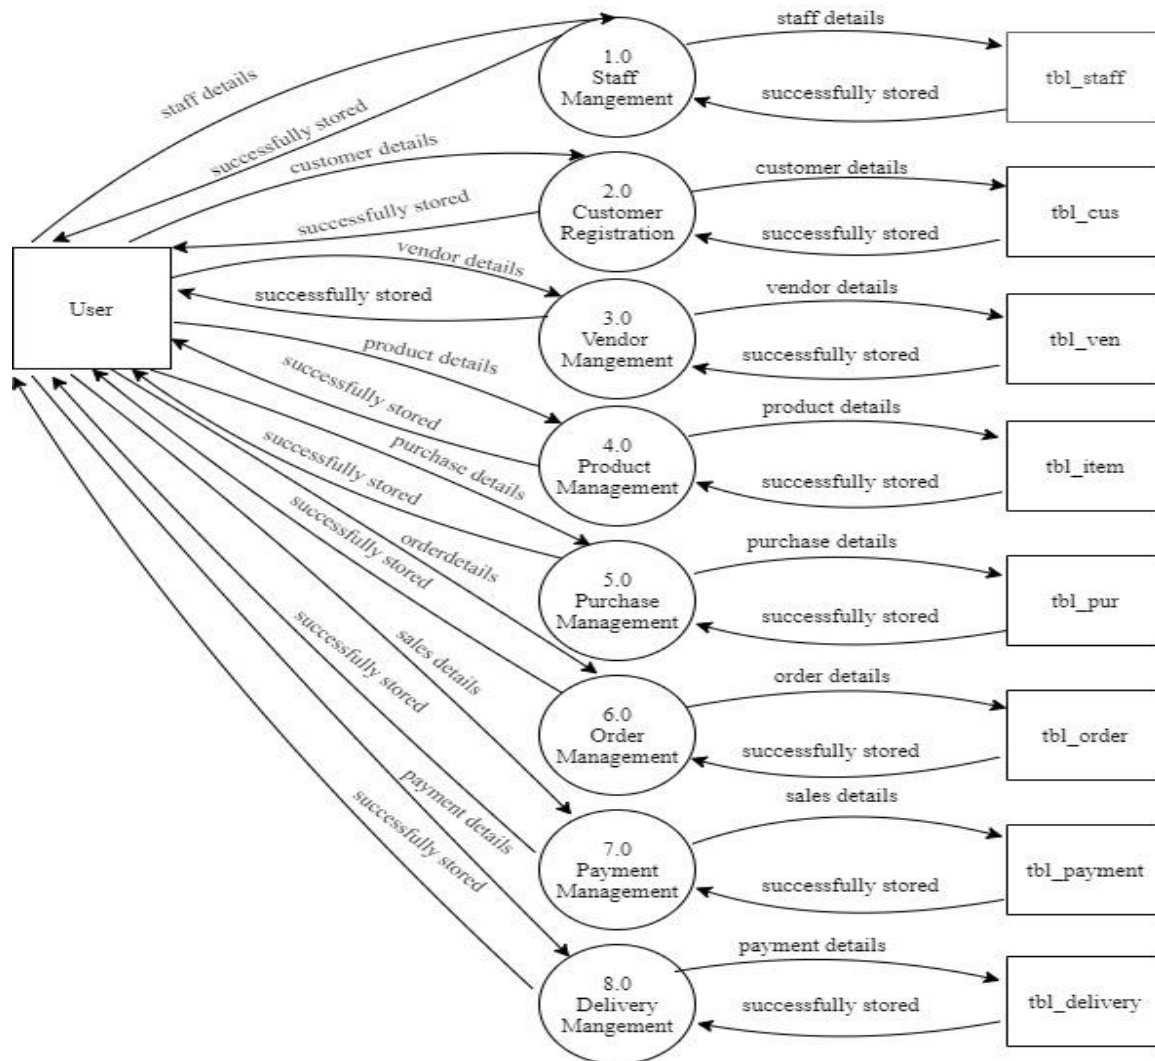 staff details
1.0
Staff
Mangement
staff details
successfully stored
tbl_staff
successfully stored
customer details
2.0
Customer
Registration
customer details
successfully stored
tbl_cus
successfully stored
User
vendor details
successfully stored
3.0
Vendor
Mangement
vendor details
successfully stored
tbl_ven
product details
successfully stored
4.0
Product
Management
product details
successfully stored
tbl_item
purchase details
successfully stored
5.0
Purchase
Management
purchase details
successfully stored
tbl_pur
orderdetails
successfully stored
6.0
Order
Management
order details
successfully stored
tbl_order
sales details
successfully stored
7.0
Payment
Management
sales details
successfully stored
tbl_payment
payment details
successfully stored
8.0
Delivery
Mangement
payment details
successfully stored
tbl_delivery